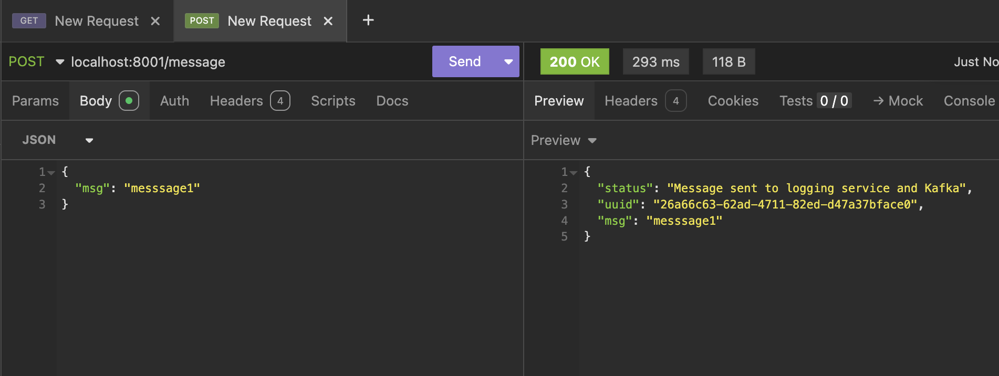 GET New Request × POST New Request × +
POST localhost:8001/message Send 200 OK 293 ms 118 B Just No
Params Body Auth Headers 4 Scripts Docs Preview Headers 4 Cookies Tests 0 / 0 → Mock Console
JSON Preview
1 {
2 "msg": "messsage1"
3 }
1 {
2 "status": "Message sent to logging service and Kafka",
3 "uuid": "26a66c63-62ad-4711-82ed-d47a37bface0",
4 "msg": "messsage1"
5 }